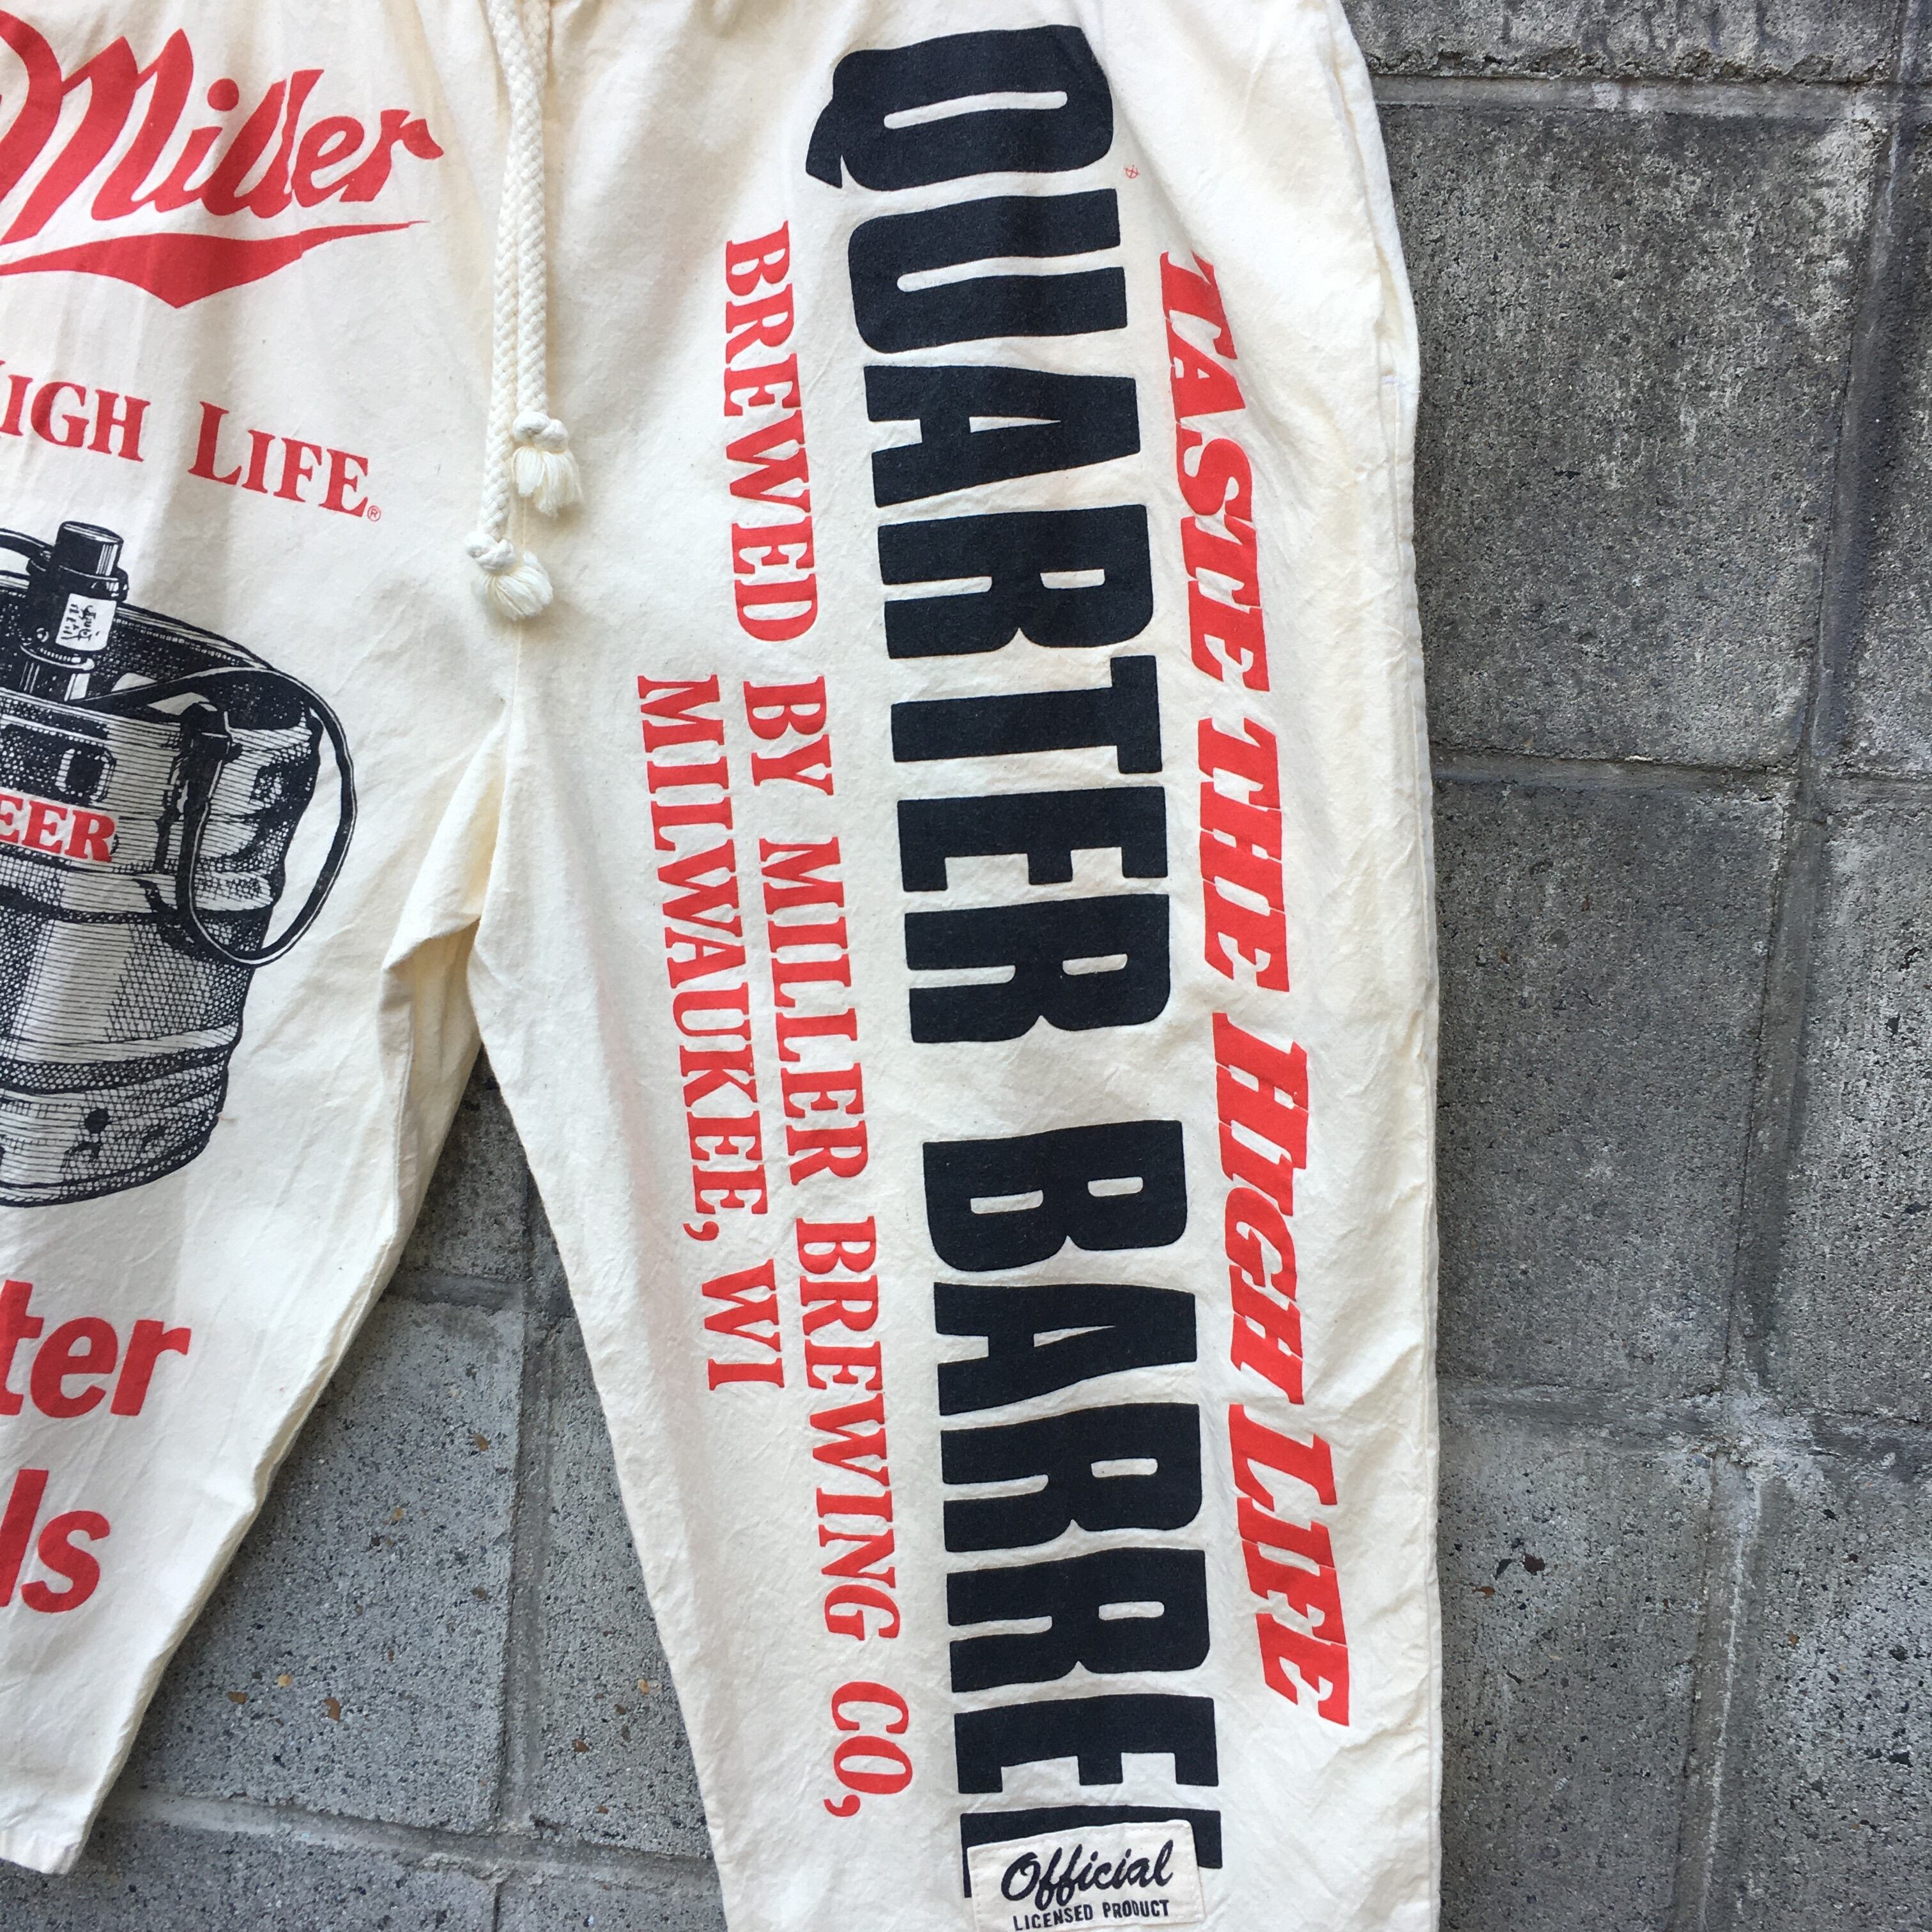 Miller
HIGH LIFE®
EER
ter
ls
TASTE THE HIGH LIFE
QUARTER BARREL
BREWED BY MILLER BREWING CO,
MILWAUKEE, WI
Official
LICENSED PRODUCT